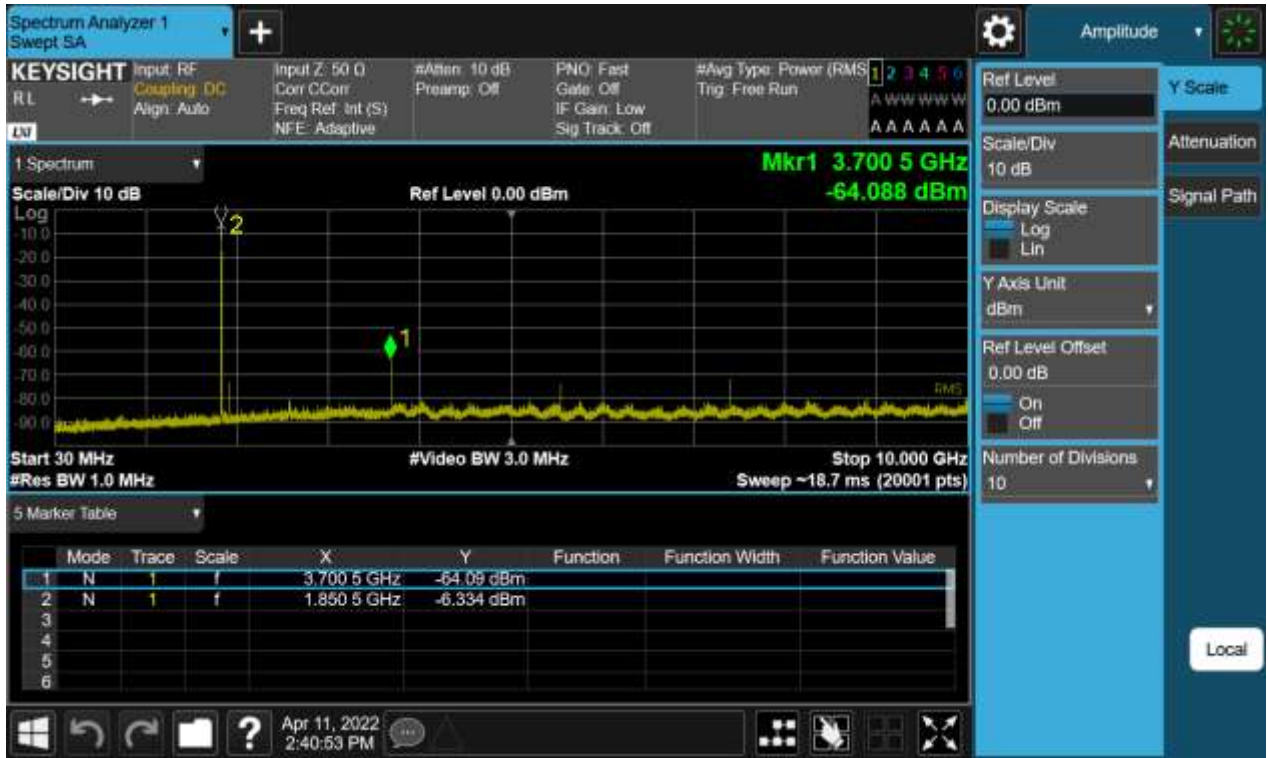 Spectrum Analyzer 1
Swept SA
+
Amplitude
KEYSIGHT
RL
LXI
Input: RF
Coupling: DC
Align: Auto
Input Z: 50 Ω
Corr CCorr
Freq Ref: Int (S)
NFE: Adaptive
#Atten: 10 dB
Preamp: Off
PNO: Fast
Gate: Off
IF Gain: Low
Sig Track: Off
#Avg Type: Power (RMS
Trig: Free Run
1 2 3 4 5 6
A W W W W W
A A A A A A
1 Spectrum
Mkr1 3.700 5 GHz
-64.088 dBm
Scale/Div 10 dB
Ref Level 0.00 dBm
Log
-10.0
-20.0
-30.0
-40.0
-50.0
-60.0
-70.0
-80.0
-90.0
2
1
RMS
Start 30 MHz
#Video BW 3.0 MHz
Stop 10.000 GHz
#Res BW 1.0 MHz
Sweep ~18.7 ms (20001 pts)
5 Marker Table
Mode Trace Scale X Y Function Function Width Function Value
1 N 1 f 3.700 5 GHz -64.09 dBm
2 N 1 f 1.850 5 GHz -6.334 dBm
3
4
5
6
Ref Level
0.00 dBm
Scale/Div
10 dB
Display Scale
Log
Lin
Y Axis Unit
dBm
Ref Level Offset
0.00 dB
On
Off
Number of Divisions
10
Y Scale
Attenuation
Signal Path
Local
?
Apr 11, 2022
2:40:53 PM